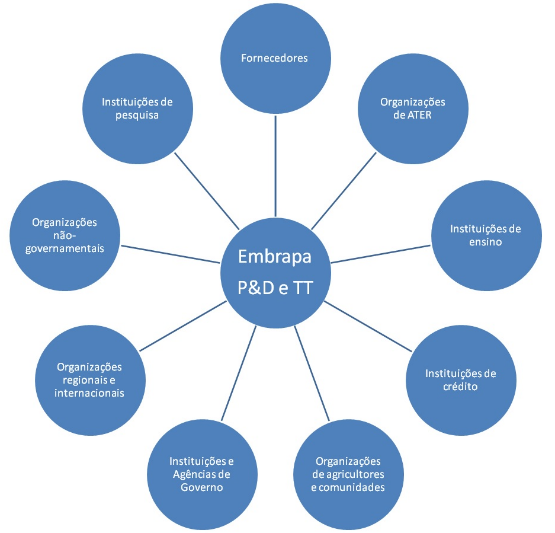 Fornecedores
Organizações
de ATER
Instituições de
ensino
Instituições de
crédito
Organizações
de agricultores
e comunidades
Instituições e
Agências de
Governo
Organizações
regionais e
internacionais
Organizações
não-
governamentais
Instituições de
pesquisa
Embrapa
P&D e TT